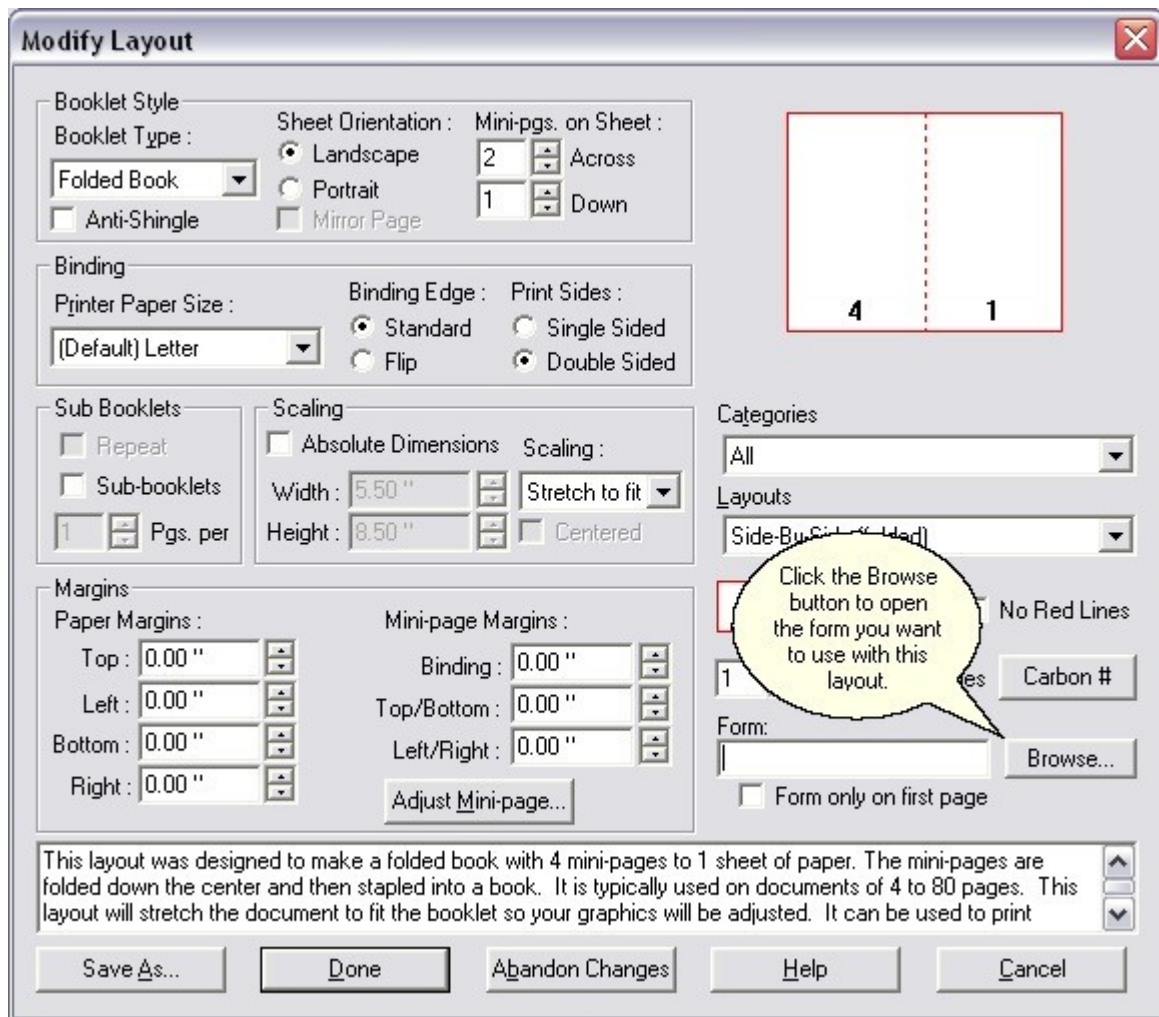 Modify Layout
Booklet Style
Booklet Type :
Folded Book
Anti-Shingle
Sheet Orientation :
Landscape
Portrait
Mirror Page
Mini-pgs. on Sheet :
2 Across
1 Down
4 1
Binding
Printer Paper Size :
(Default) Letter
Binding Edge :
Standard
Flip
Print Sides :
Single Sided
Double Sided
Sub Booklets
Repeat
Sub-booklets
1 Pgs. per
Scaling
Absolute Dimensions
Width : 5.50 "
Height : 8.50 "
Scaling :
Stretch to fit
Centered
Categories
All
Layouts
Click the Browse
button to open
the form you want
to use with this
layout.
No Red Lines
1
Carbon #
Form:
Browse...
Form only on first page
Margins
Paper Margins :
Top : 0.00 "
Left : 0.00 "
Bottom : 0.00 "
Right : 0.00 "
Mini-page Margins :
Binding : 0.00 "
Top/Bottom : 0.00 "
Left/Right : 0.00 "
Adjust Mini-page...
This layout was designed to make a folded book with 4 mini-pages to 1 sheet of paper. The mini-pages are
folded down the center and then stapled into a book. It is typically used on documents of 4 to 80 pages. This
layout will stretch the document to fit the booklet so your graphics will be adjusted. It can be used to print
Save As...
Done
Abandon Changes
Help
Cancel